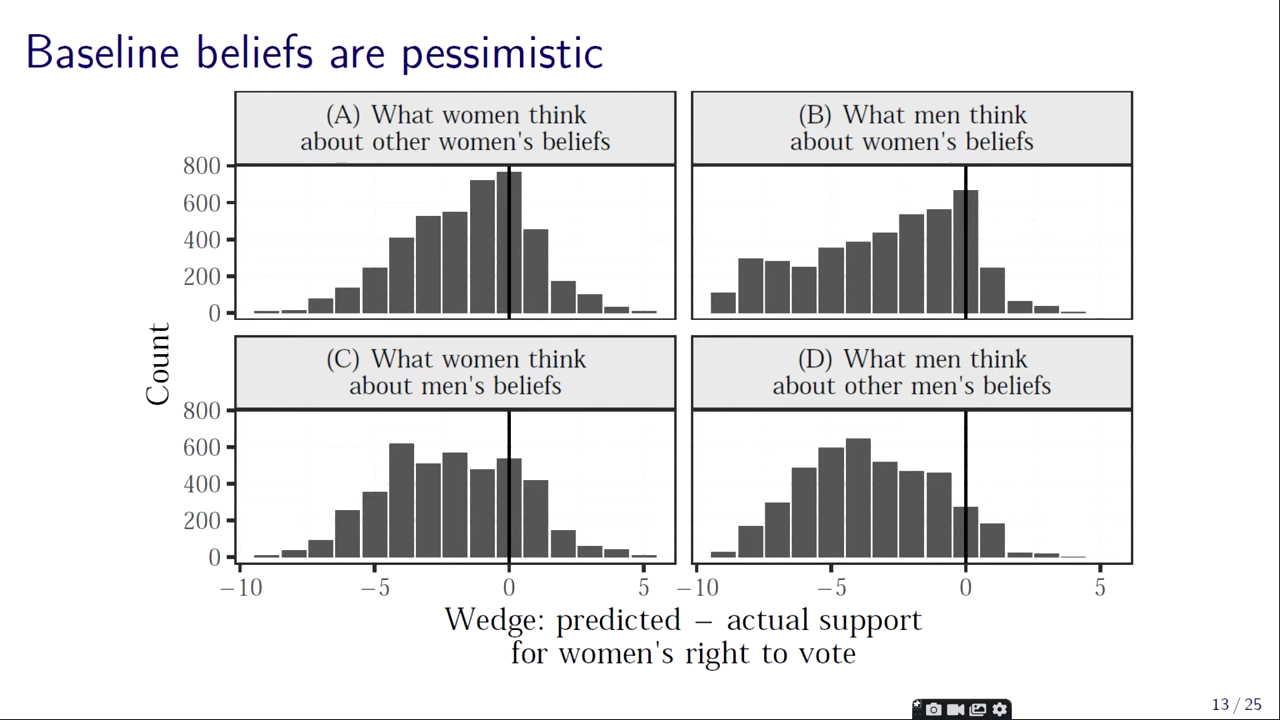 Baseline beliefs are pessimistic
(A) What women think
about other women's beliefs
(B) What men think
about women's beliefs
800
600
400
200
0
Count
(C) What women think
about men's beliefs
(D) What men think
about other men's beliefs
800
600
400
200
0
−10 −5 0 5 −10 −5 0 5
Wedge: predicted − actual support
for women's right to vote
13 / 25